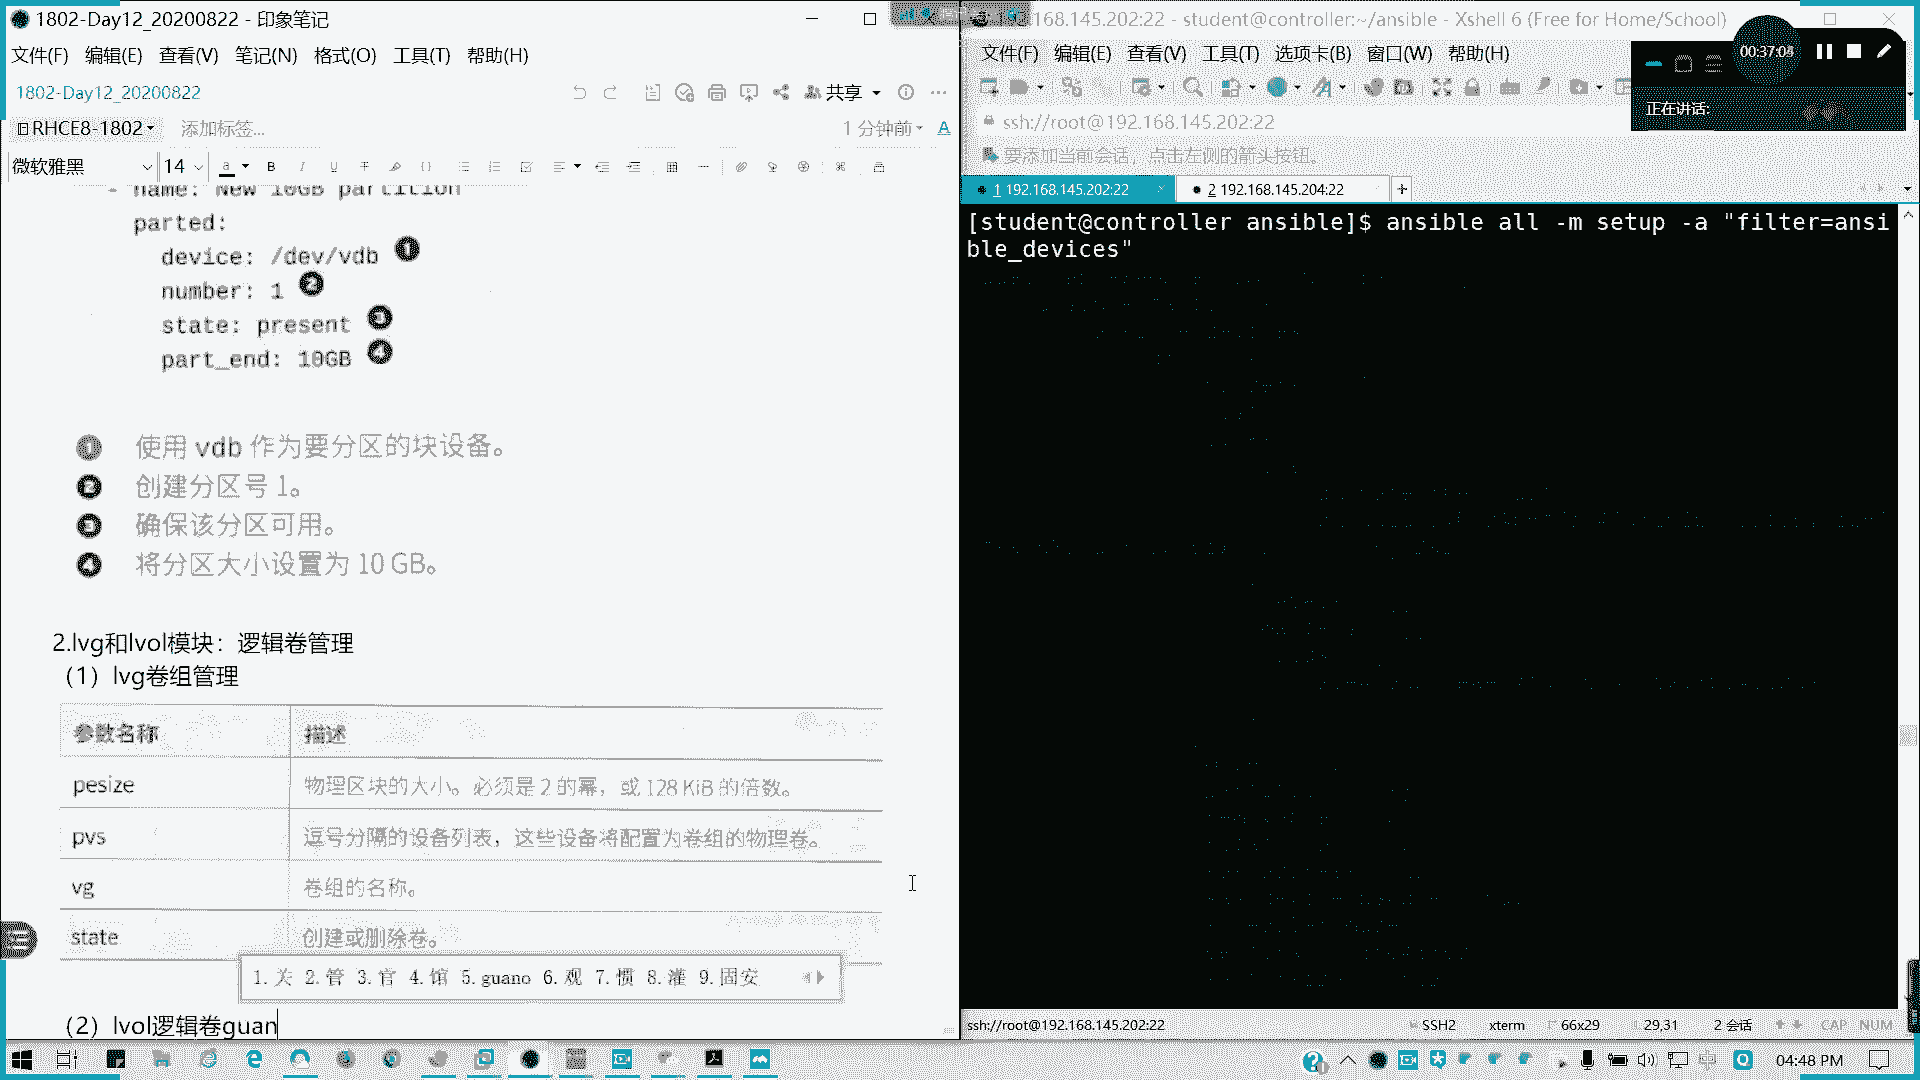 1802-Day12_20200822 - 印象笔记
文件(F) 编辑(E) 查看(V) 笔记(N) 格式(O) 工具(T) 帮助(H)
1802-Day12_20200822
共享
RHCE8-1802
添加标签...
1 分钟前
微软雅黑
14
name: New 10GB partition
parted:
device: /dev/vdb 1
number: 1 2
state: present 3
part_end: 10GB 4
1 使用 vdb 作为要分区的块设备。
2 创建分区号 1。
3 确保该分区可用。
4 将分区大小设置为 10 GB。
2.lvg和lvol模块：逻辑卷管理
（1）lvg卷组管理
参数名称 描述
pesize 物理区块的大小。必须是 2 的幂，或 128 KiB 的倍数。
pvs 逗号分隔的设备列表，这些设备将配置为卷组的物理卷。
vg 卷组的名称。
state 创建或删除卷。
1.关 2.管 3.官 4.馆 5.guano 6.观 7.惯 8.灌 9.固安
（2）lvol逻辑卷guan
168.145.202:22 - student@controller:~/ansible - Xshell 6 (Free for Home/School)
文件(F) 编辑(E) 查看(V) 工具(T) 选项卡(B) 窗口(W) 帮助(H)
00:37:04
正在讲话:
ssh://root@192.168.145.202:22
要添加当前会话，点击左侧的箭头按钮。
1 192.168.145.202:22
2 192.168.145.204:22
[student@controller ansible]$ ansible all -m setup -a "filter=ansi
ble_devices"
ssh://root@192.168.145.202:22
SSH2
xterm
66x29
29,31
2 会话
CAP
NUM
04:48 PM